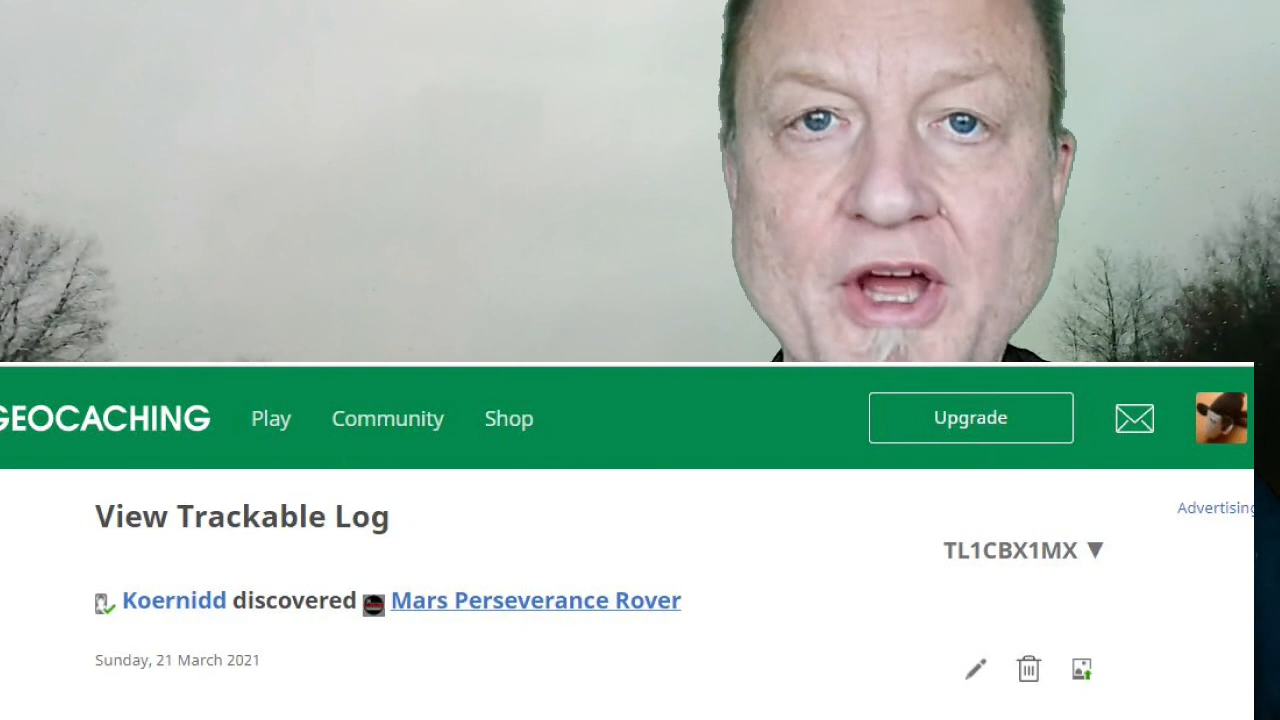 GEOCACHING Play Community Shop Upgrade
View Trackable Log
Advertising
TL1CBX1MX ▼
Koernidd discovered Mars Perseverance Rover
Sunday, 21 March 2021